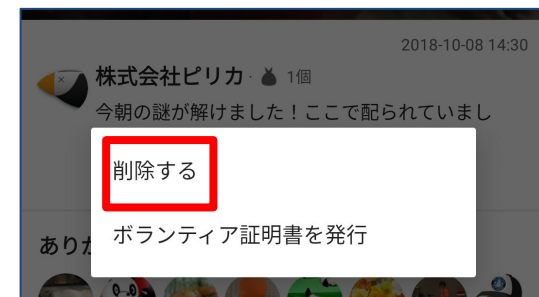 2018-10-08 14:30
株式会社ピリカ· 1個
今朝の謎が解けました！ここで配られていまし
削除する
ボランティア証明書を発行
ありが